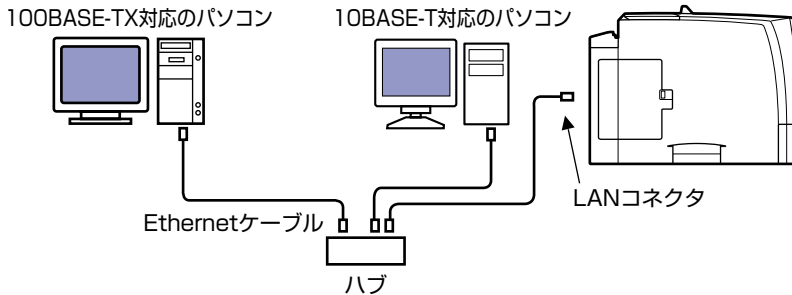 100BASE-TX対応のパソコン
10BASE-T対応のパソコン
LANコネクタ
Ethernetケーブル
ハブ